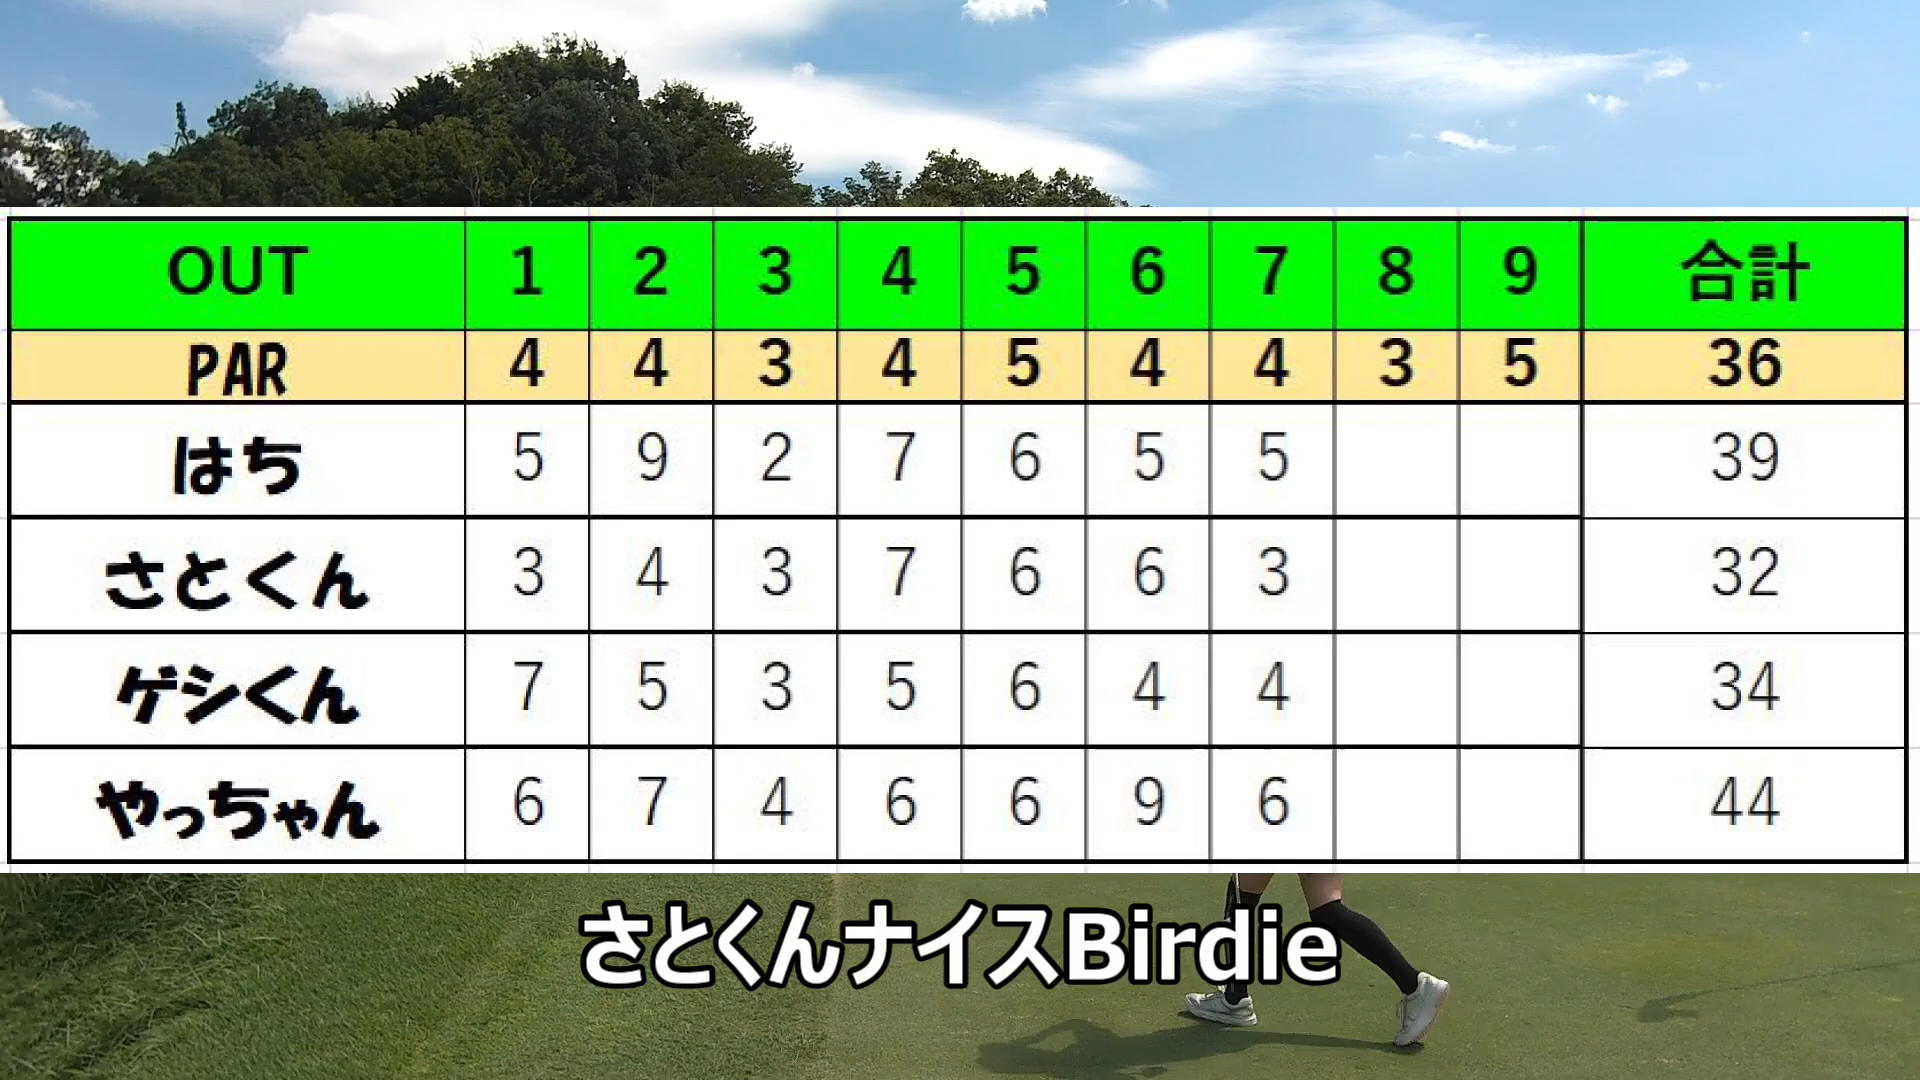 OUT 1 2 3 4 5 6 7 8 9 合計
PAR 4 4 3 4 5 4 4 3 5 36
はち 5 9 2 7 6 5 5 39
さとくん 3 4 3 7 6 6 3 32
ゲシくん 7 5 3 5 6 4 4 34
やっちゃん 6 7 4 6 6 9 6 44
さとくんナイスBirdie